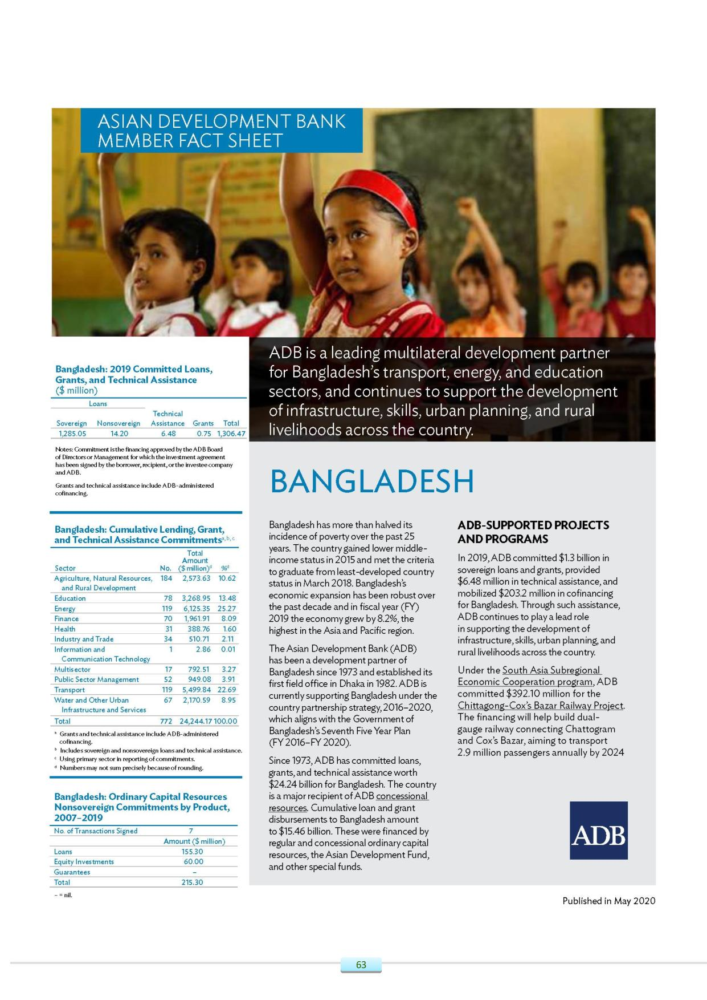 ASIAN DEVELOPMENT BANK
MEMBER FACT SHEET
ADB is a leading multilateral development partner
for Bangladesh's transport, energy, and education
sectors, and continues to support the development
of infrastructure, skills, urban planning, and rural
livelihoods across the country.
Bangladesh: 2019 Committed Loans,
Grants, and Technical Assistance
($ million)
Loans
Technical
Sovereign Nonsovereign Assistance Grants Total
1,285.05 14.20 6.48 0.75 1,306.47
Notes: Commitment is the financing approved by the ADB Board
of Directors or Management for which the investment agreement
has been signed by the borrower, recipient, or the investee company
and ADB.
Grants and technical assistance include ADB-administered
cofinancing.
Bangladesh: Cumulative Lending, Grant,
and Technical Assistance Commitments a, b, c
Total
Amount
Sector No. ($ million)d %d
Agriculture, Natural Resources, 184 2,573.63 10.62
and Rural Development
Education 78 3,268.95 13.48
Energy 119 6,125.35 25.27
Finance 70 1,961.91 8.09
Health 31 388.76 1.60
Industry and Trade 34 510.71 2.11
Information and 1 2.86 0.01
Communication Technology
Multisector 17 792.51 3.27
Public Sector Management 52 949.08 3.91
Transport 119 5,499.84 22.69
Water and Other Urban 67 2,170.59 8.95
Infrastructure and Services
Total 772 24,244.17 100.00
a Grants and technical assistance include ADB-administered
cofinancing.
b Includes sovereign and nonsovereign loans and technical assistance.
c Using primary sector in reporting of commitments.
d Numbers may not sum precisely because of rounding.
Bangladesh: Ordinary Capital Resources
Nonsovereign Commitments by Product,
2007–2019
No. of Transactions Signed 7
Amount ($ million)
Loans 155.30
Equity Investments 60.00
Guarantees –
Total 215.30
– = nil.
BANGLADESH
Bangladesh has more than halved its
incidence of poverty over the past 25
years. The country gained lower middle-
income status in 2015 and met the criteria
to graduate from least-developed country
status in March 2018. Bangladesh's
economic expansion has been robust over
the past decade and in fiscal year (FY)
2019 the economy grew by 8.2%, the
highest in the Asia and Pacific region.
The Asian Development Bank (ADB)
has been a development partner of
Bangladesh since 1973 and established its
first field office in Dhaka in 1982. ADB is
currently supporting Bangladesh under the
country partnership strategy, 2016–2020,
which aligns with the Government of
Bangladesh's Seventh Five Year Plan
(FY 2016–FY 2020).
Since 1973, ADB has committed loans,
grants, and technical assistance worth
$24.24 billion for Bangladesh. The country
is a major recipient of ADB concessional
resources. Cumulative loan and grant
disbursements to Bangladesh amount
to $15.46 billion. These were financed by
regular and concessional ordinary capital
resources, the Asian Development Fund,
and other special funds.
ADB-SUPPORTED PROJECTS
AND PROGRAMS
In 2019, ADB committed $1.3 billion in
sovereign loans and grants, provided
$6.48 million in technical assistance, and
mobilized $203.2 million in cofinancing
for Bangladesh. Through such assistance,
ADB continues to play a lead role
in supporting the development of
infrastructure, skills, urban planning, and
rural livelihoods across the country.
Under the South Asia Subregional
Economic Cooperation program, ADB
committed $392.10 million for the
Chittagong–Cox's Bazar Railway Project.
The financing will help build dual-
gauge railway connecting Chattogram
and Cox's Bazar, aiming to transport
2.9 million passengers annually by 2024
ADB
Published in May 2020
63